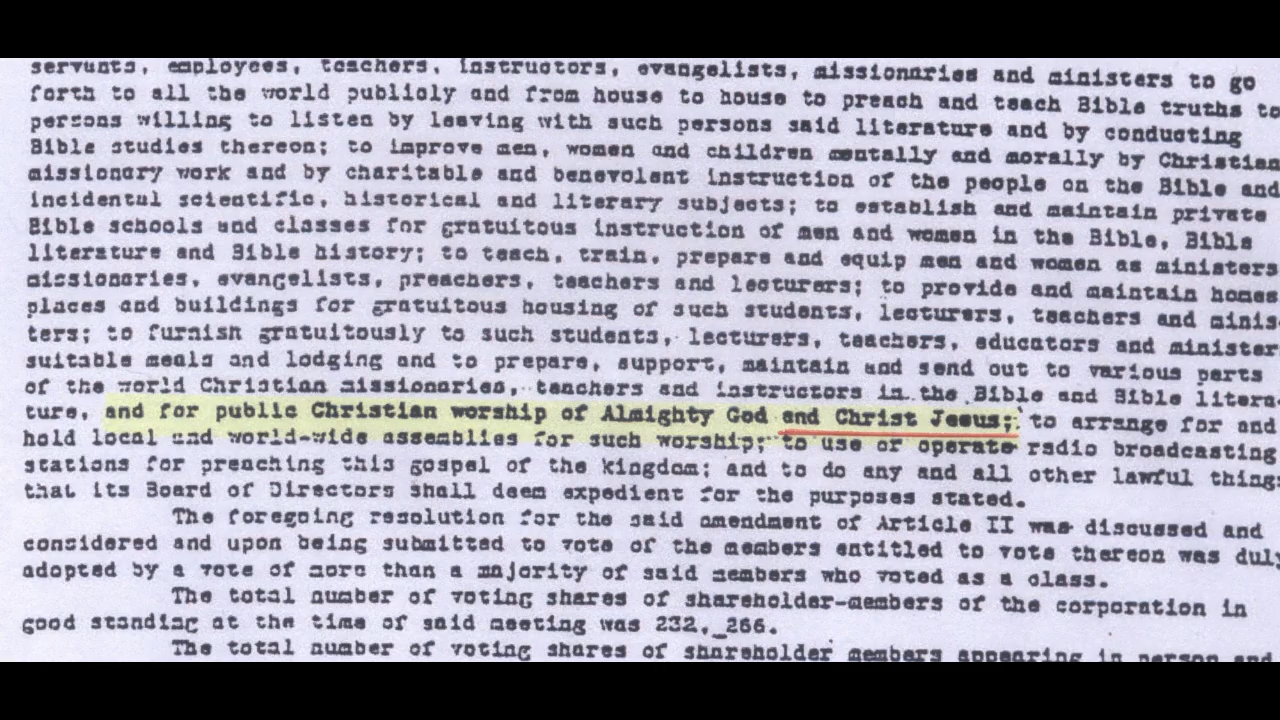 servants, employees, teachers, instructors, evangelists, missionaries and ministers to go
forth to all the world publicly and from house to house to preach and teach Bible truths to
persons willing to listen by leaving with such persons said literature and by conducting
Bible studies thereon; to improve men, women and children mentally and morally by Christian
missionary work and by charitable and benevolent instruction of the people on the Bible and
incidental scientific, historical and literary subjects; to establish and maintain private
Bible schools and classes for gratuitous instruction of men and women in the Bible, Bible
literature and Bible history; to teach, train, prepare and equip men and women as ministers
missionaries, evangelists, preachers, teachers and lecturers; to provide and maintain homes
places and buildings for gratuitous housing of such students, lecturers, teachers and minis
ters; to furnish gratuitously to such students, lecturers, teachers, educators and minister
suitable meals and lodging and to prepare, support, maintain and send out to various parts
of the world Christian missionaries, teachers and instructors in the Bible and Bible litera-
ture, and for public Christian worship of Almighty God and Christ Jesus; to arrange for and
hold local and world-wide assemblies for such worship; to use or operate radio broadcasting
stations for preaching this gospel of the kingdom; and to do any and all other lawful things
that its Board of Directors shall deem expedient for the purposes stated.
The foregoing resolution for the said amendment of Article II was discussed and
considered and upon being submitted to vote of the members entitled to vote thereon was duly
adopted by a vote of more than a majority of said members who voted as a class.
The total number of voting shares of shareholder-members of the corporation in
good standing at the time of said meeting was 232,_266.
The total number of voting shares of shareholder members appearing in person and